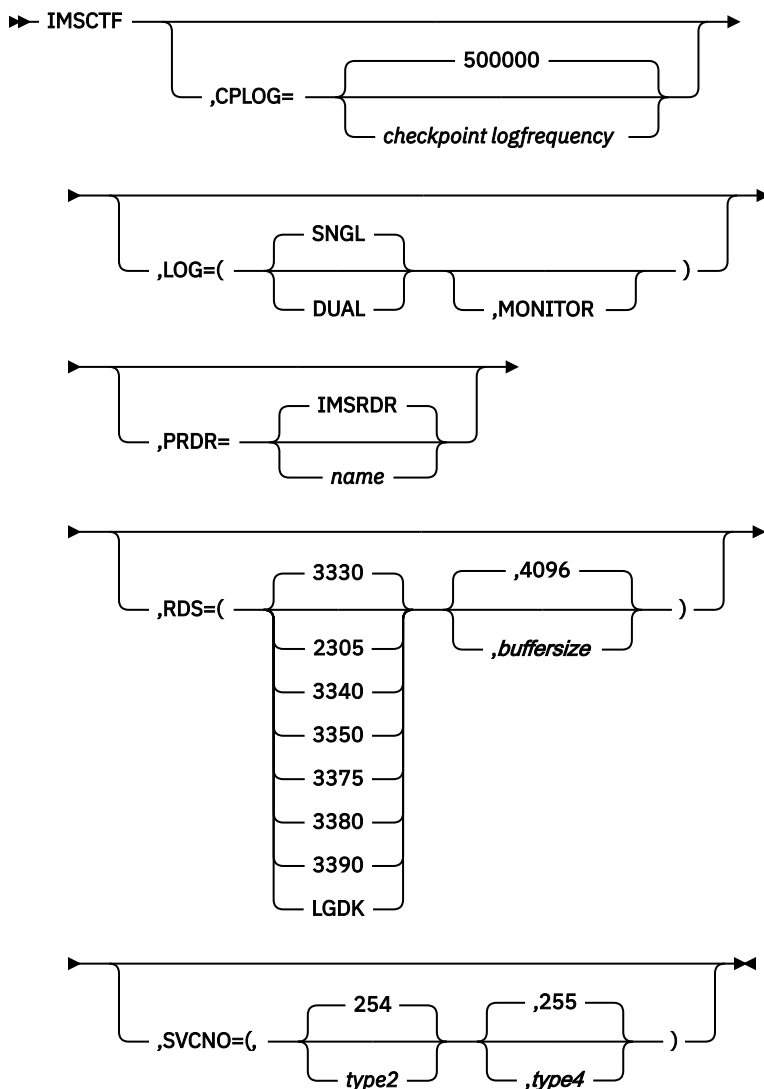 IMSCTF
500000
,CPLOG=
checkpoint logfrequency
SNGL
,LOG=( )
DUAL ,MONITOR
IMSRDR
,PRDR=
name
3330 ,4096
,RDS=( )
2305 ,buffersize
3340
3350
3375
3380
3390
LGDK
254 ,255
,SVCNO=(, )
type2 ,type4